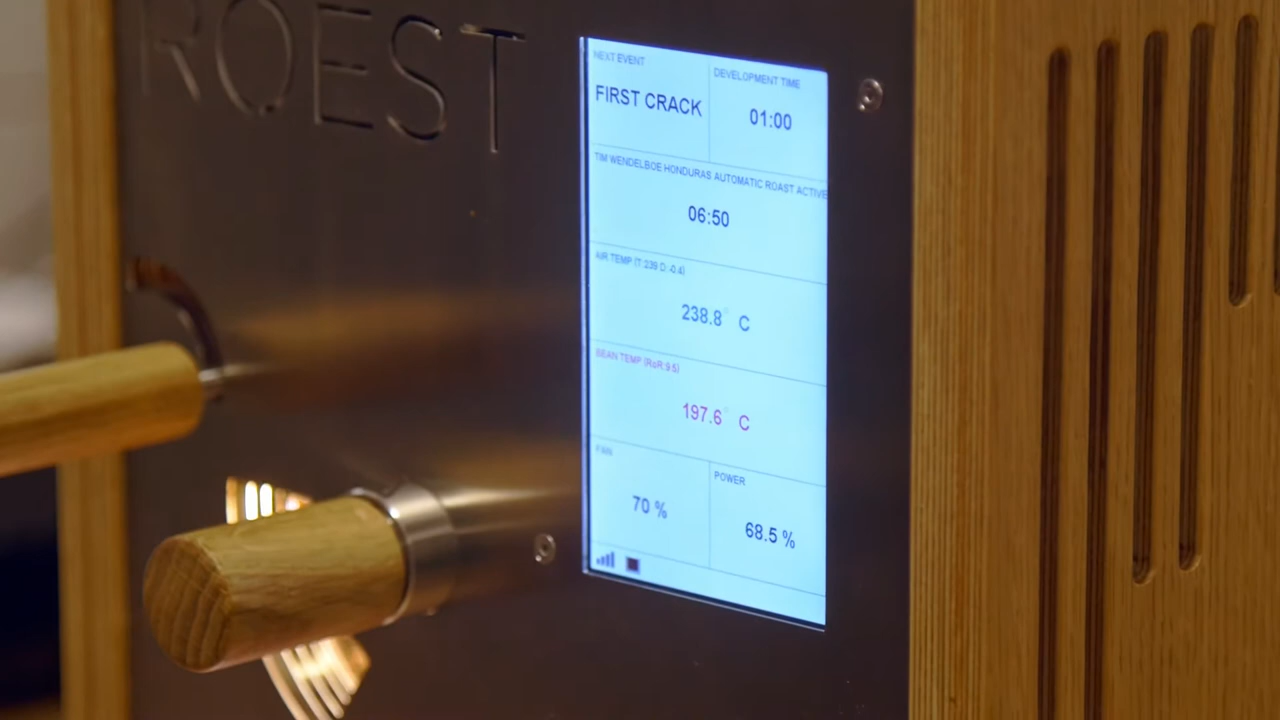 ROEST
NEXT EVENT
FIRST CRACK
DEVELOPMENT TIME
01:00
TIM WENDELBOE HONDURAS AUTOMATIC ROAST ACTIVE
06:50
AIR TEMP (T:239 D:-0.4)
238.8 C
BEAN TEMP (RoR:9.5)
197.6 C
FAN
70 %
POWER
68.5 %